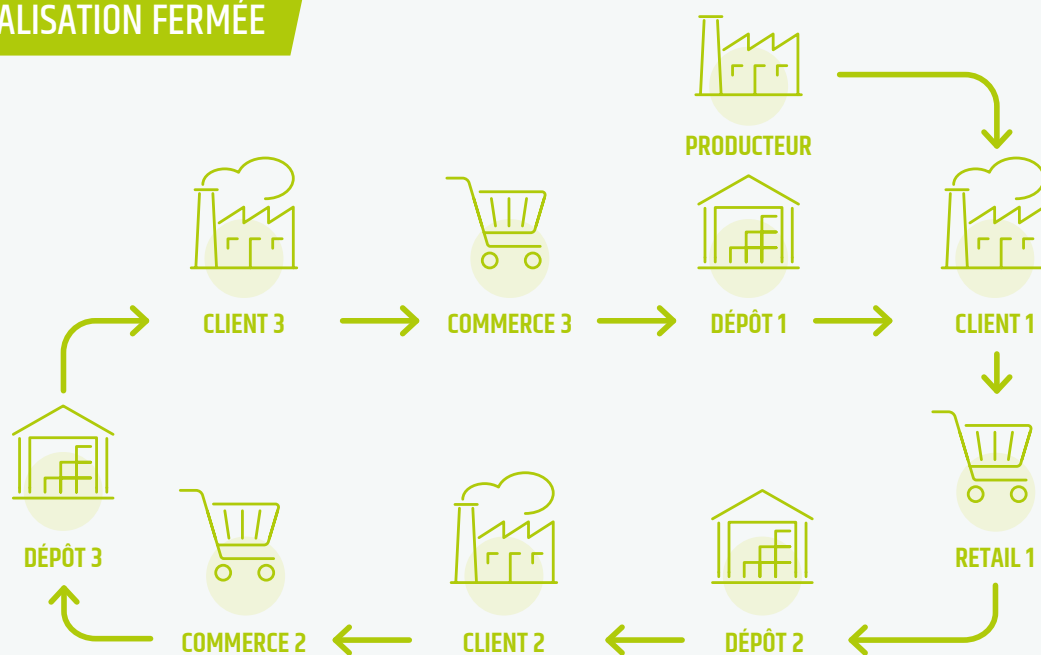 ALISATION FERMÉE
PRODUCTEUR
CLIENT 3
COMMERCE 3
DÉPÔT 1
CLIENT 1
DÉPÔT 3
RETAIL 1
COMMERCE 2
CLIENT 2
DÉPÔT 2